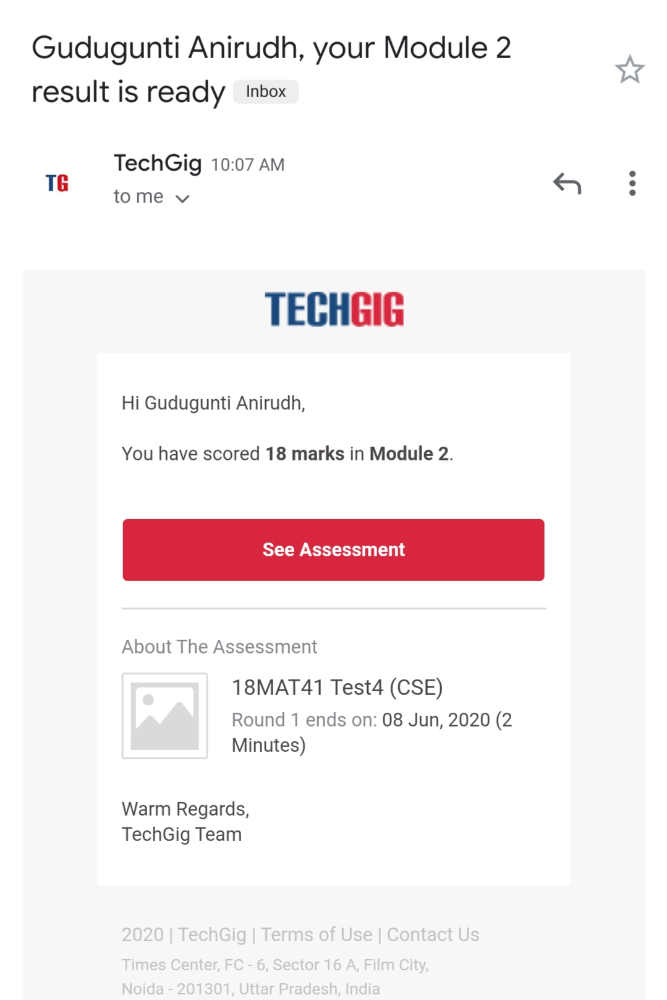 Gudugunti Anirudh, your Module 2
result is ready Inbox
TG
TechGig 10:07 AM
to me
TECHGIG
Hi Gudugunti Anirudh,
You have scored 18 marks in Module 2.
See Assessment
About The Assessment
18MAT41 Test4 (CSE)
Round 1 ends on: 08 Jun, 2020 (2
Minutes)
Warm Regards,
TechGig Team
2020 | TechGig | Terms of Use | Contact Us
Times Center, FC - 6, Sector 16 A, Film City,
Noida - 201301, Uttar Pradesh, India